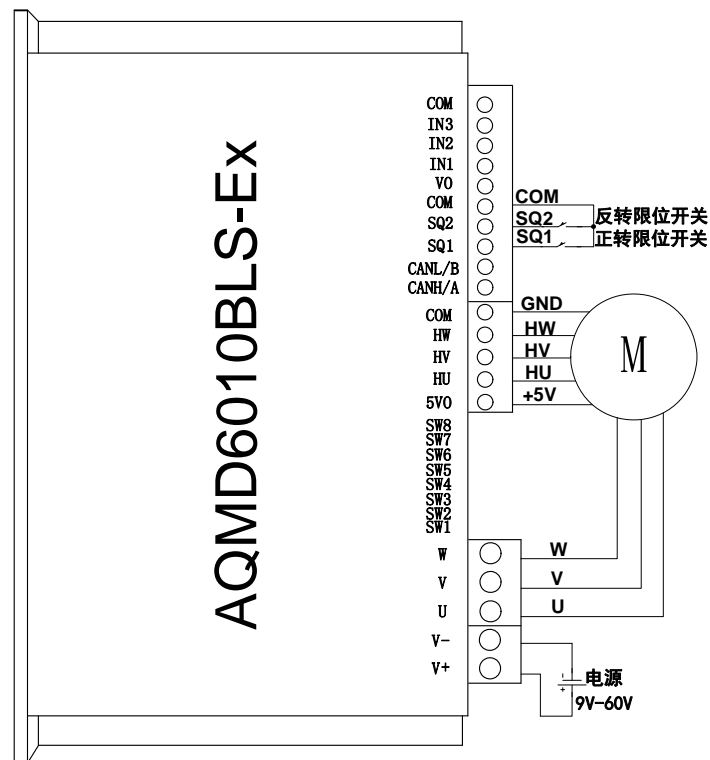 AQMD6010BLS-Ex
COM
IN3
IN2
IN1
VO
COM
SQ2
SQ1
CANL/B
CANH/A
COM
HW
HV
HU
5VO
SW8
SW7
SW6
SW5
SW4
SW3
SW2
SW1
W
V
U
V-
V+
COM
SQ2 反转限位开关
SQ1 正转限位开关
GND
HW
HV
HU
+5V
M
W
V
U
+ 电源
9V-60V